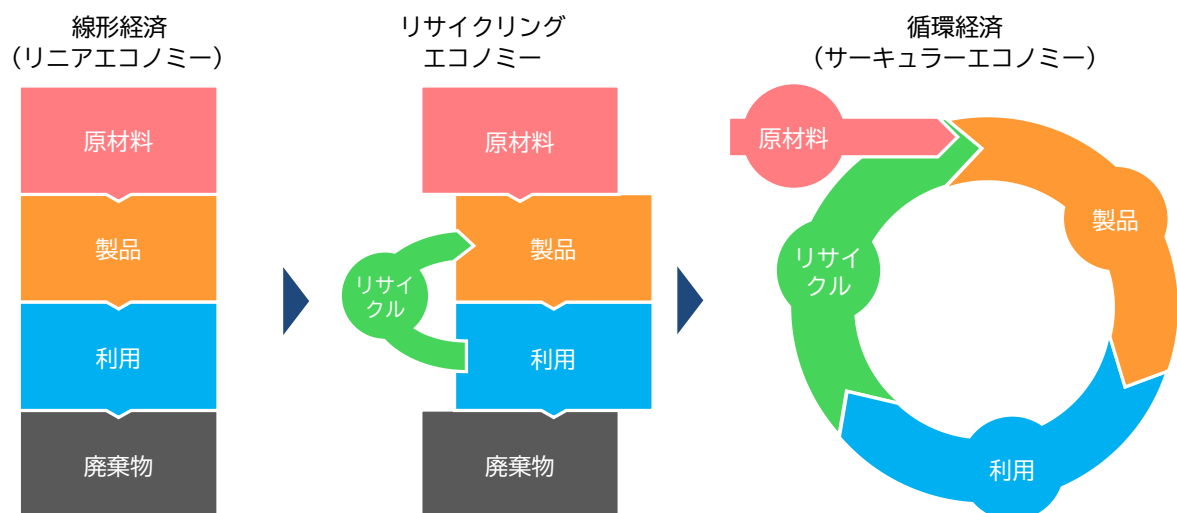 線形経済
（リニアエコノミー）
原材料
製品
利用
廃棄物
リサイクリング
エコノミー
原材料
製品
リサイ
クル
利用
廃棄物
循環経済
（サーキュラーエコノミー）
原材料
製品
リサイ
クル
利用